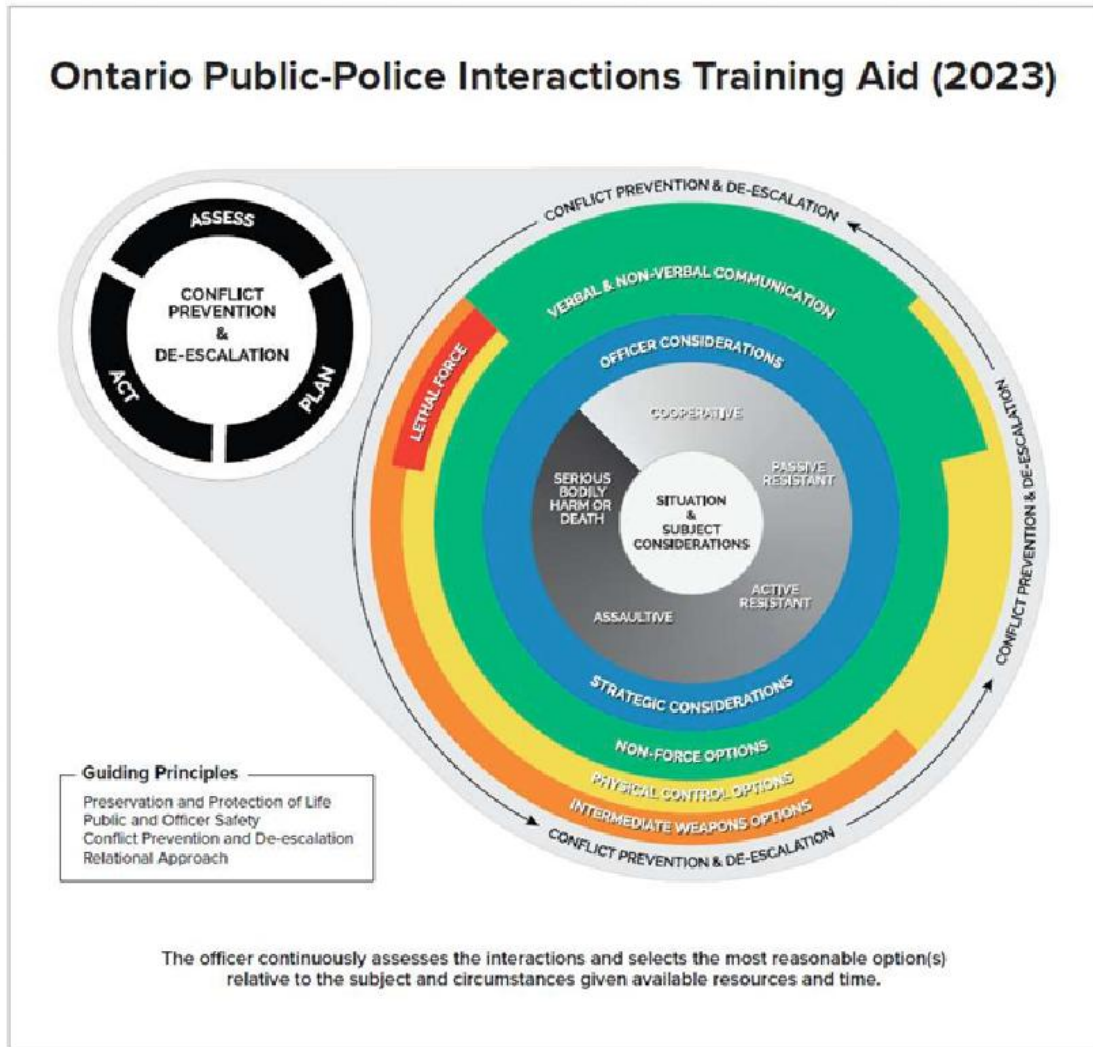 Ontario Public-Police Interactions Training Aid (2023)
ASSESS
CONFLICT
PREVENTION
&
DE-ESCALATION
ACT
PLAN
CONFLICT PREVENTION & DE-ESCALATION
VERBAL & NON-VERBAL COMMUNICATION
OFFICER CONSIDERATIONS
LETHAL FORCE
COOPERATIVE
PASSIVE
RESISTANT
SERIOUS
BODILY
HARM OR
DEATH
SITUATION
&
SUBJECT
CONSIDERATIONS
ACTIVE
RESISTANT
ASSAULTIVE
CONFLICT PREVENTION & DE-ESCALATION
STRATEGIC CONSIDERATIONS
NON-FORCE OPTIONS
PHYSICAL CONTROL OPTIONS
INTERMEDIATE WEAPONS OPTIONS
CONFLICT PREVENTION & DE-ESCALATION
Guiding Principles
Preservation and Protection of Life
Public and Officer Safety
Conflict Prevention and De-escalation
Relational Approach
The officer continuously assesses the interactions and selects the most reasonable option(s)
relative to the subject and circumstances given available resources and time.